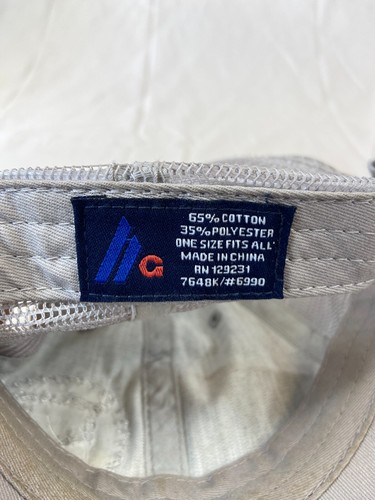 G
65% COTTON
35% POLYESTER
ONE SIZE FITS ALL
MADE IN CHINA
RN 129231
7648K/#6990